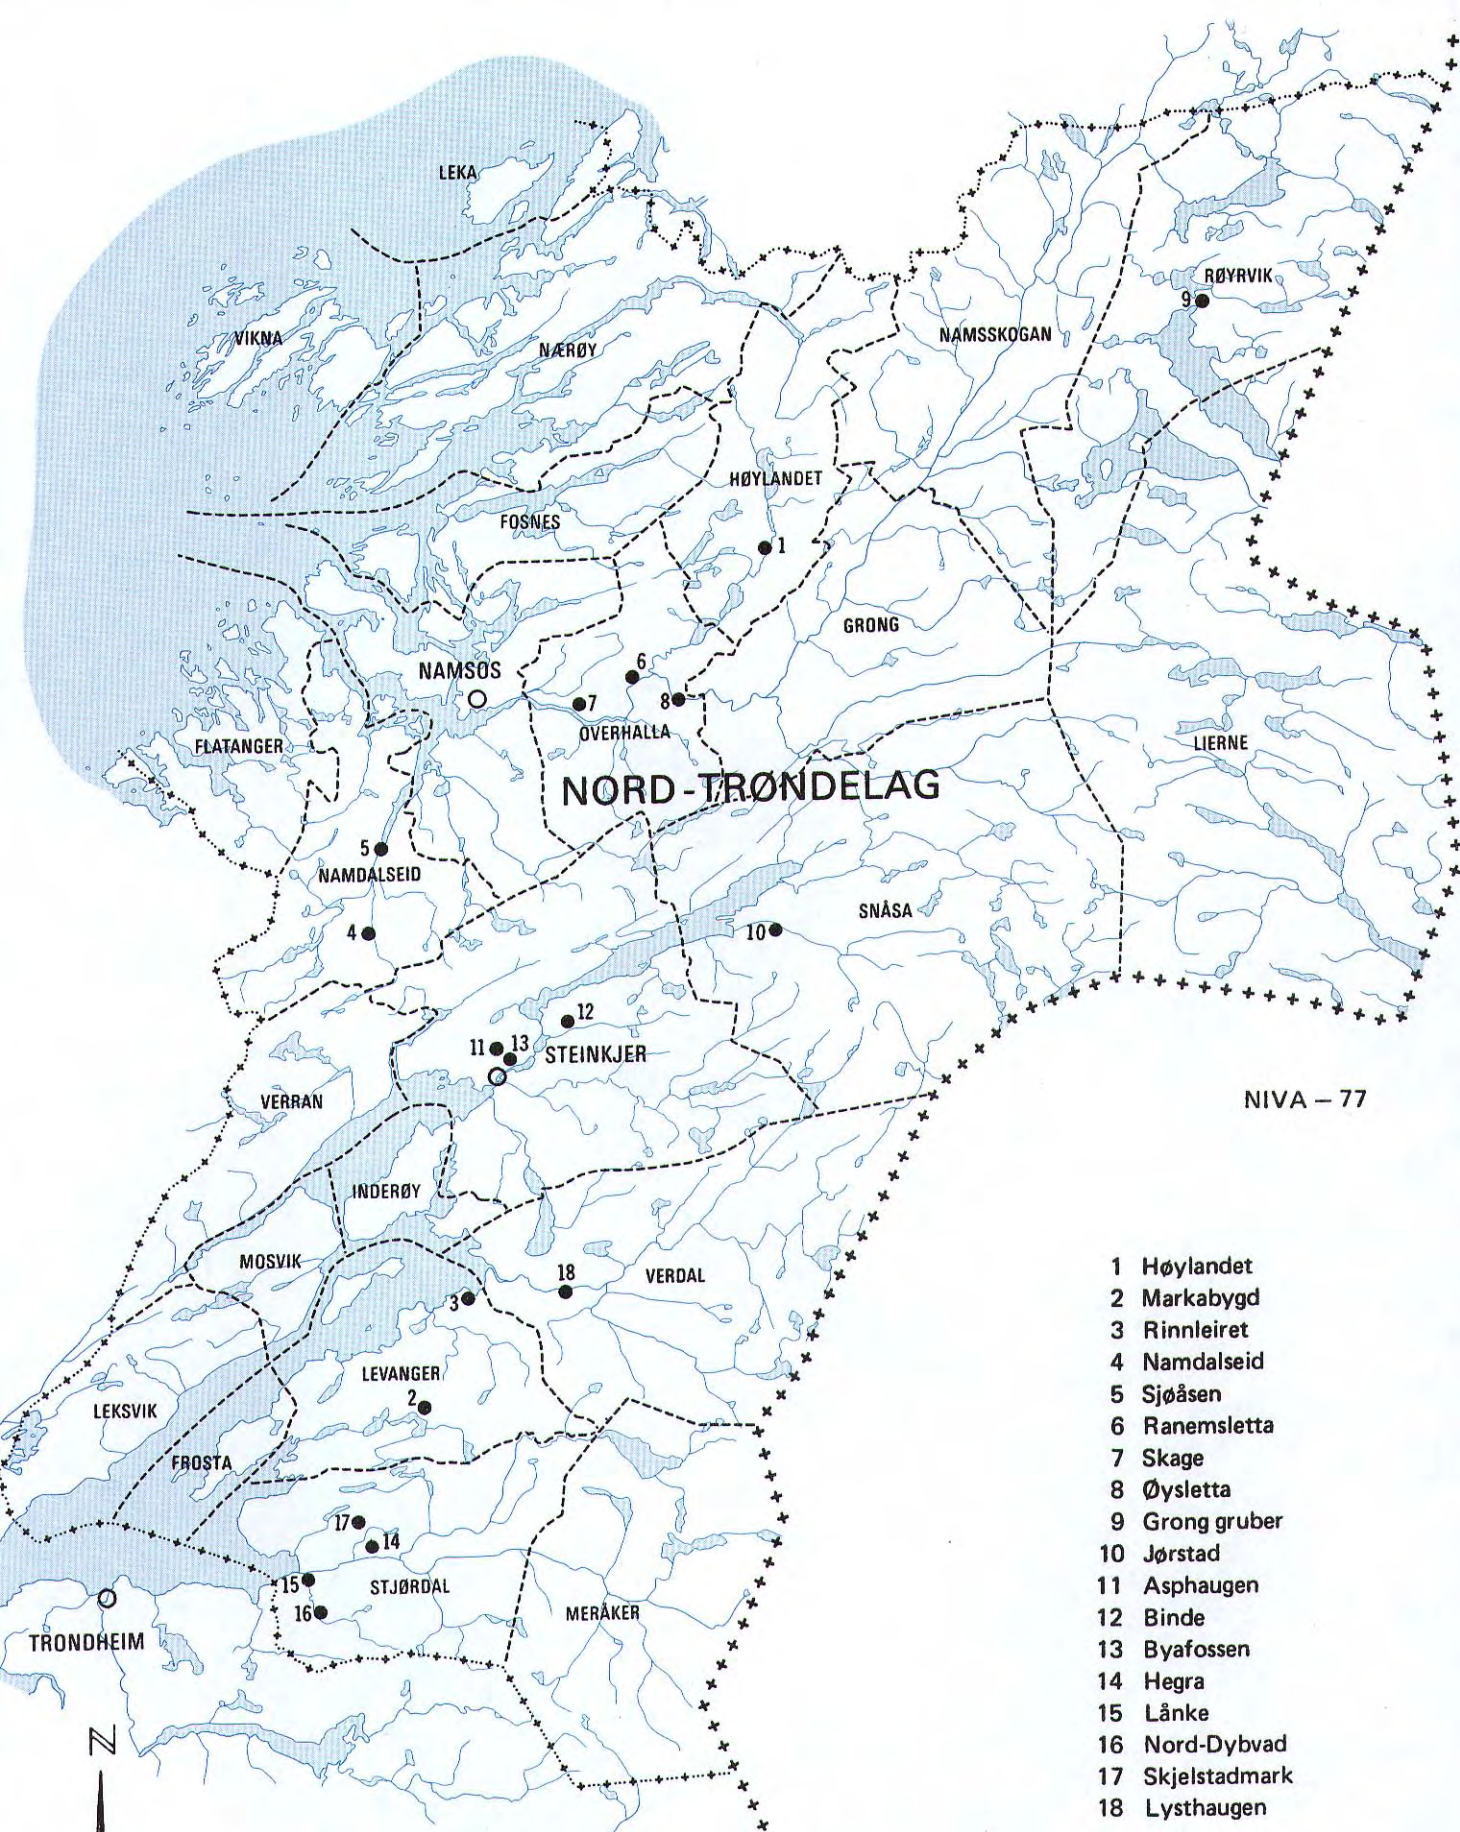 LEKA
VIKNA
NÆRØY
RØYRVIK
9
NAMSSKOGAN
HØYLANDET
FOSNES
1
GRONG
NAMSOS
6
7
8
OVERHALLA
FLATANGER
LIERNE
NORD-TRØNDELAG
5
NAMDALSEID
4
SNÅSA
10
12
11
13
STEINKJER
VERRAN
NIVA – 77
INDERØY
MOSVIK
18
VERDAL
3
LEVANGER
2
LEKSVIK
FROSTA
17
14
15
STJØRDAL
16
MERÅKER
TRONDHEIM
N
1 Høylandet
2 Markabygd
3 Rinnleiret
4 Namdalseid
5 Sjøåsen
6 Ranemsletta
7 Skage
8 Øysletta
9 Grong gruber
10 Jørstad
11 Asphaugen
12 Binde
13 Byafossen
14 Hegra
15 Lånke
16 Nord-Dybvad
17 Skjelstadmark
18 Lysthaugen